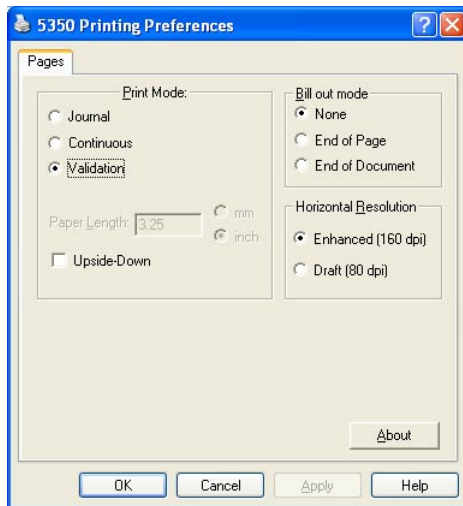 5350 Printing Preferences
Pages
Print Mode:
Journal
Continuous
Validation
Paper Length: 3.25
mm
inch
Upside-Down
Bill out mode
None
End of Page
End of Document
Horizontal Resolution
Enhanced (160 dpi)
Draft (80 dpi)
About
OK Cancel Apply Help